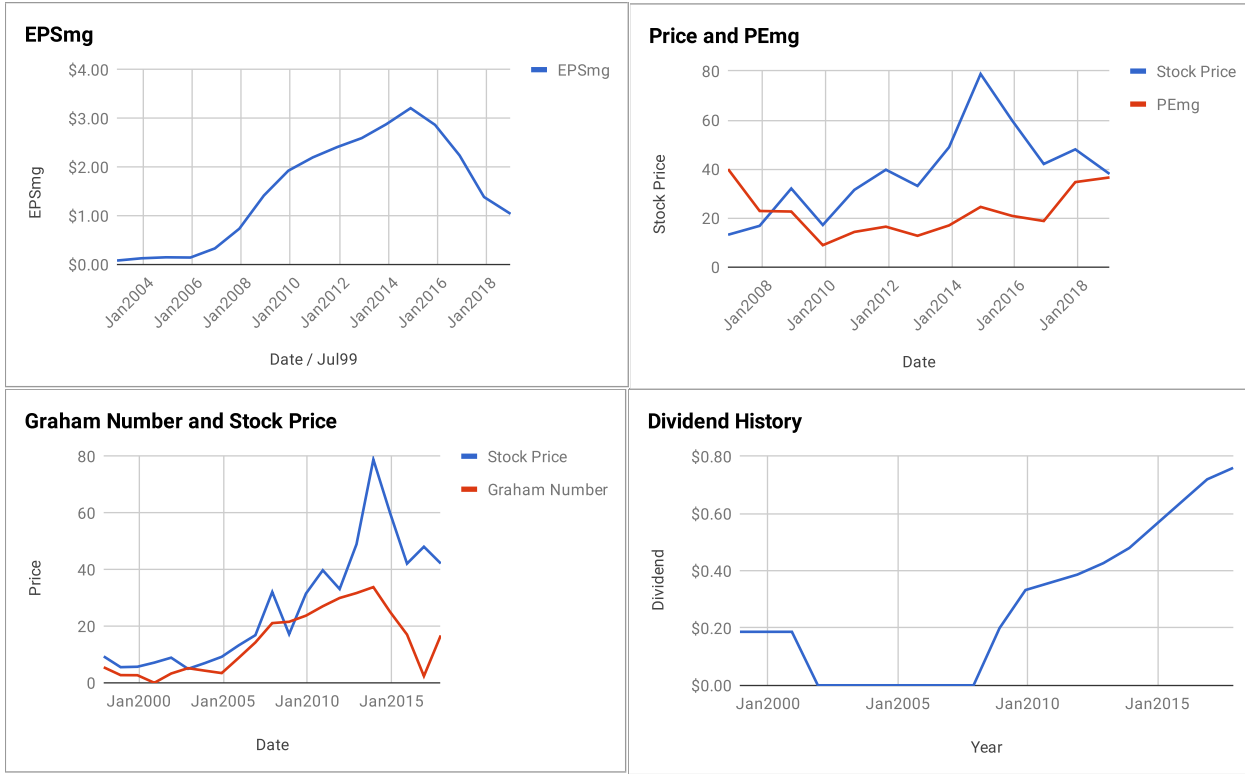 EPSmg
$4.00
$3.00
$2.00
$1.00
$0.00
EPSmg
EPSmg
Jan2004
Jan2006
Jan2008
Jan2010
Jan2012
Jan2014
Jan2016
Jan2018
Date / Jul99
Price and PEmg
80
60
40
20
0
Stock Price
Stock Price
PEmg
Jan2008
Jan2010
Jan2012
Jan2014
Jan2016
Jan2018
Date
Graham Number and Stock Price
80
60
40
20
0
Price
Stock Price
Graham Number
Jan2000
Jan2005
Jan2010
Jan2015
Date
Dividend History
$0.80
$0.60
$0.40
$0.20
$0.00
Dividend
Jan2000
Jan2005
Jan2010
Jan2015
Year